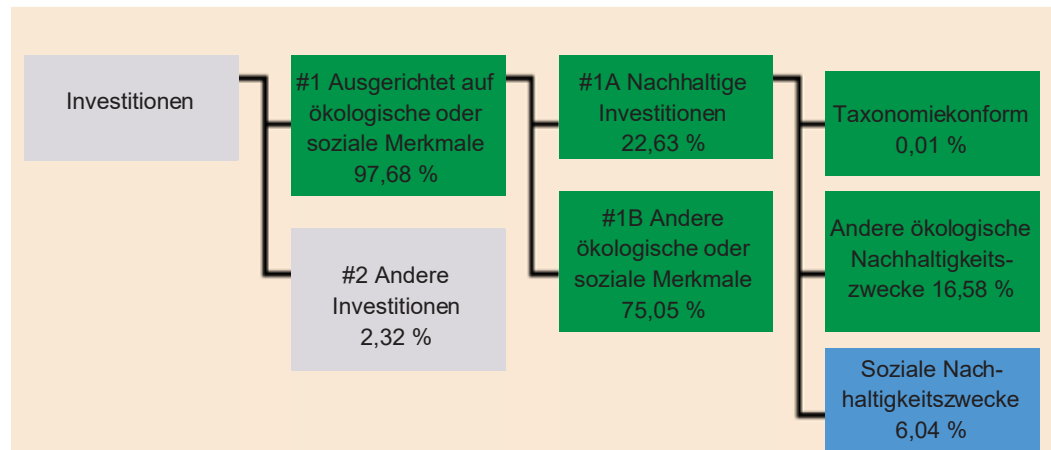 Investitionen
#1 Ausgerichtet auf
ökologische oder
soziale Merkmale
97,68 %
#2 Andere
Investitionen
2,32 %
#1A Nachhaltige
Investitionen
22,63 %
#1B Andere
ökologische oder
soziale Merkmale
75,05 %
Taxonomiekonform
0,01 %
Andere ökologische
Nachhaltigkeits-
zwecke 16,58 %
Soziale Nach-
haltigkeitszwecke
6,04 %